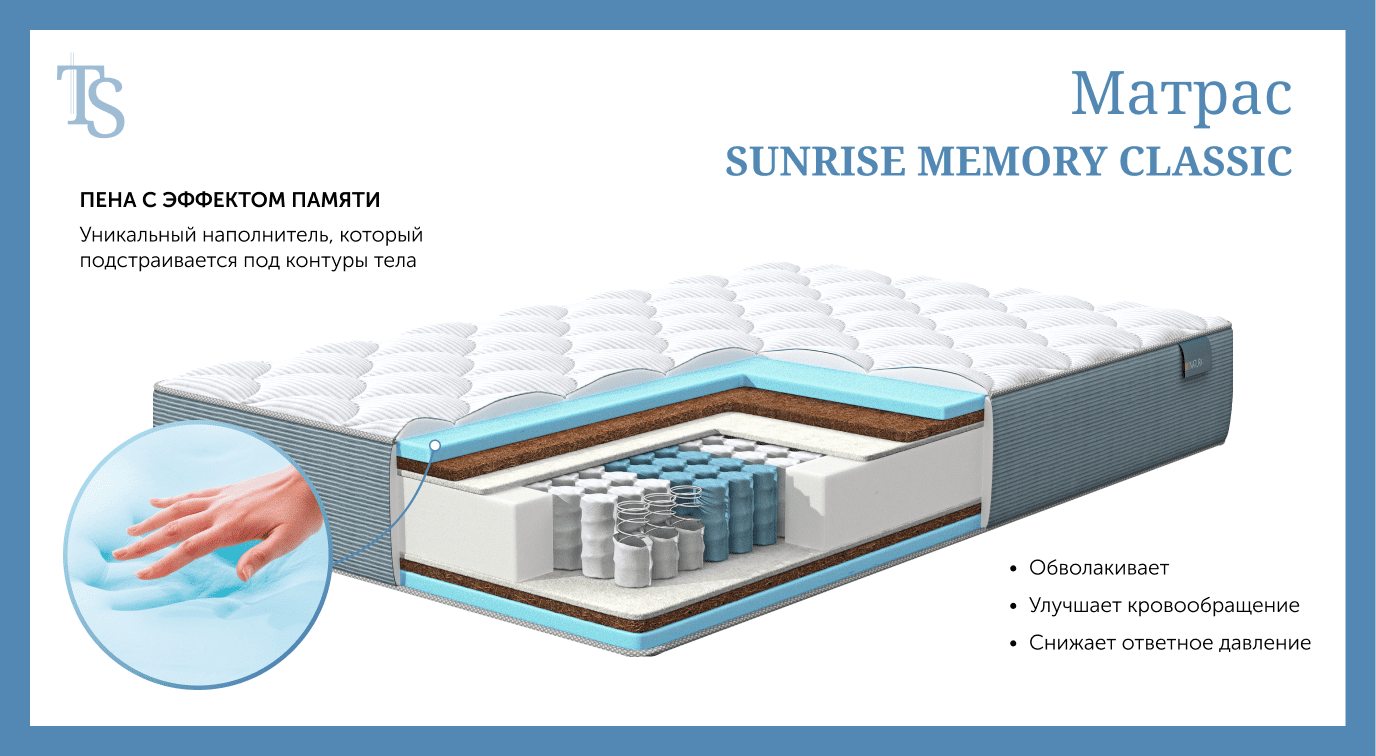 TS
Матрас
SUNRISE MEMORY CLASSIC
ПЕНА С ЭФФЕКТОМ ПАМЯТИ
Уникальный наполнитель, который
подстраивается под контуры тела
• Обволакивает
• Улучшает кровообращение
• Снижает ответное давление